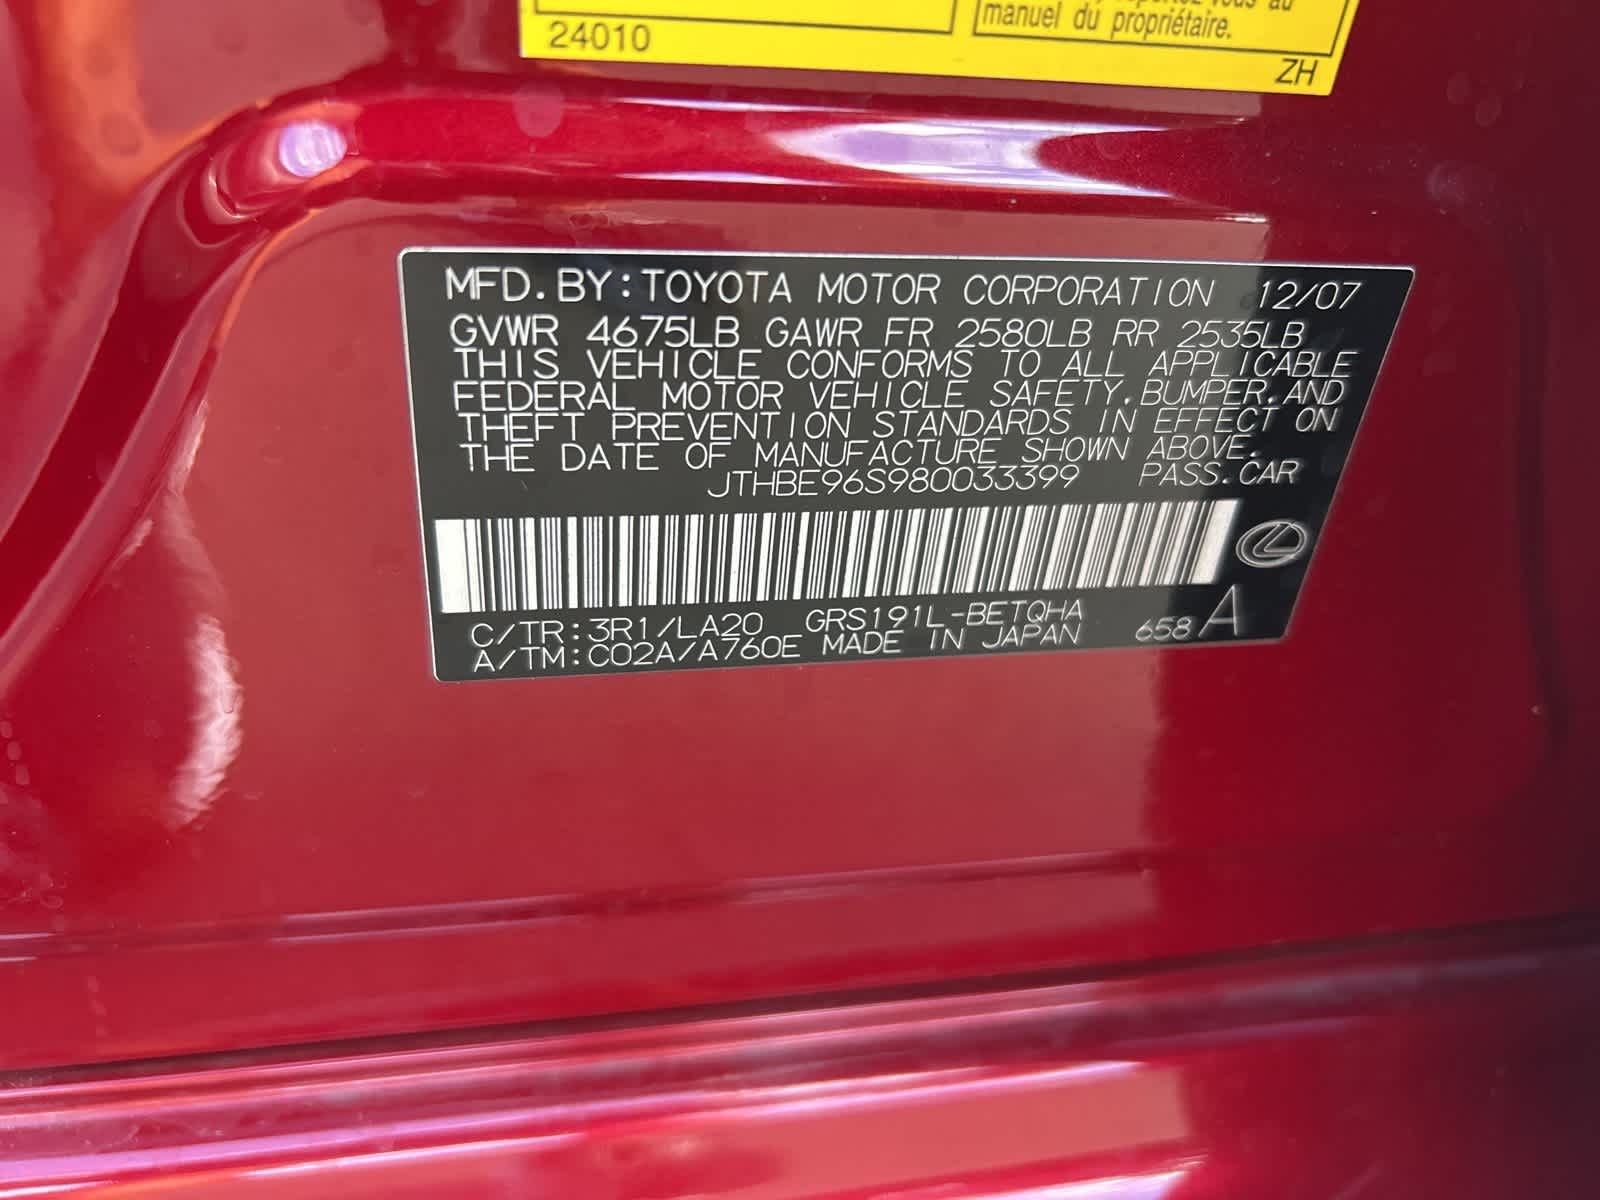 24010
manuel du propriétaire.
ZH
MFD. BY: TOYOTA MOTOR CORPORATION 12/07
GVWR 4675LB GAWR FR 2580LB RR 2535LB
THIS VEHICLE CONFORMS TO ALL APPLICABLE
FEDERAL MOTOR VEHICLE SAFETY, BUMPER, AND
THEFT PREVENTION STANDARDS IN EFFECT ON
THE DATE OF MANUFACTURE SHOWN ABOVE.
JTHBE96S980033399 PASS. CAR
C/TR: 3R1/LA20 GRS191L-BETQHA
A/TM: C02A/A760E MADE IN JAPAN 658 A